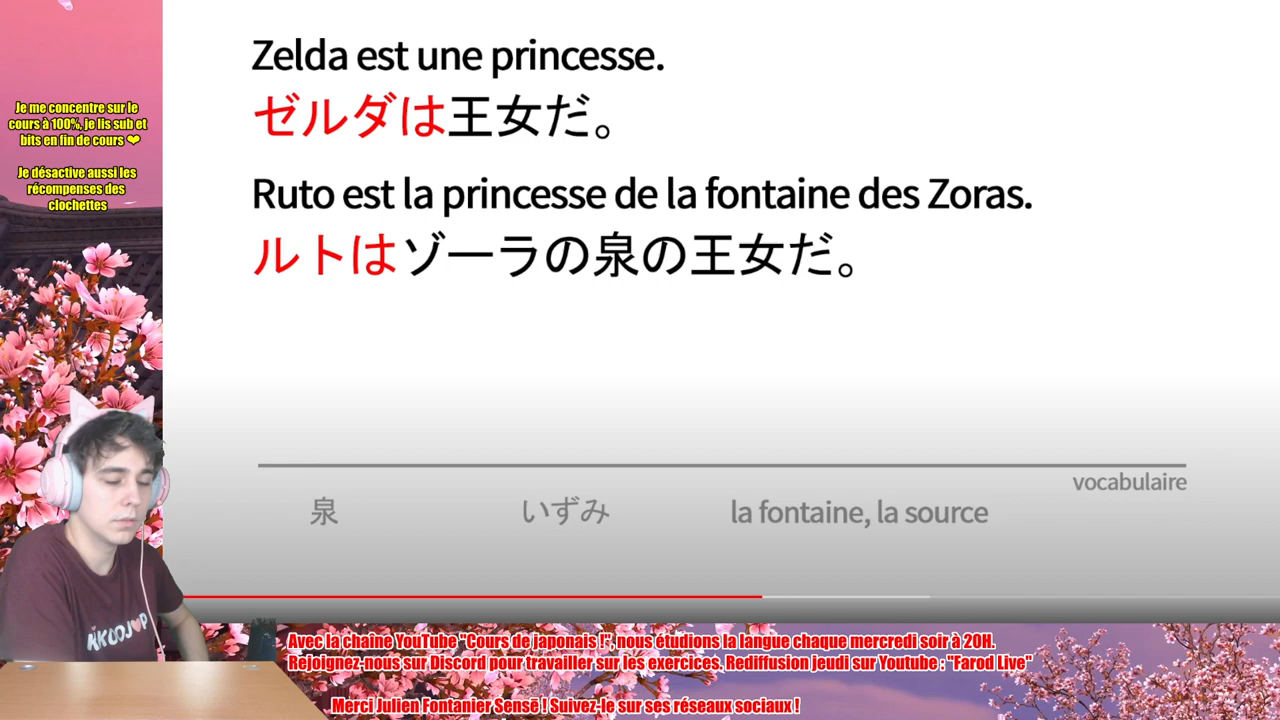 Je me concentre sur le
cours à 100%, je lis sub et
bits en fin de cours ❤
Je désactive aussi les
récompenses des
clochettes
Zelda est une princesse.
ゼルダは王女だ。
Ruto est la princesse de la fontaine des Zoras.
ルトはゾーラの泉の王女だ。
vocabulaire
泉 いずみ la fontaine, la source
Avec la chaîne YouTube "Cours de japonais !", nous étudions la langue chaque mercredi soir à 20H.
Rejoignez-nous sur Discord pour travailler sur les exercices. Rediffusion jeudi sur Youtube : "Farod Live"
Merci Julien Fontanier Sensē ! Suivez-le sur ses réseaux sociaux !